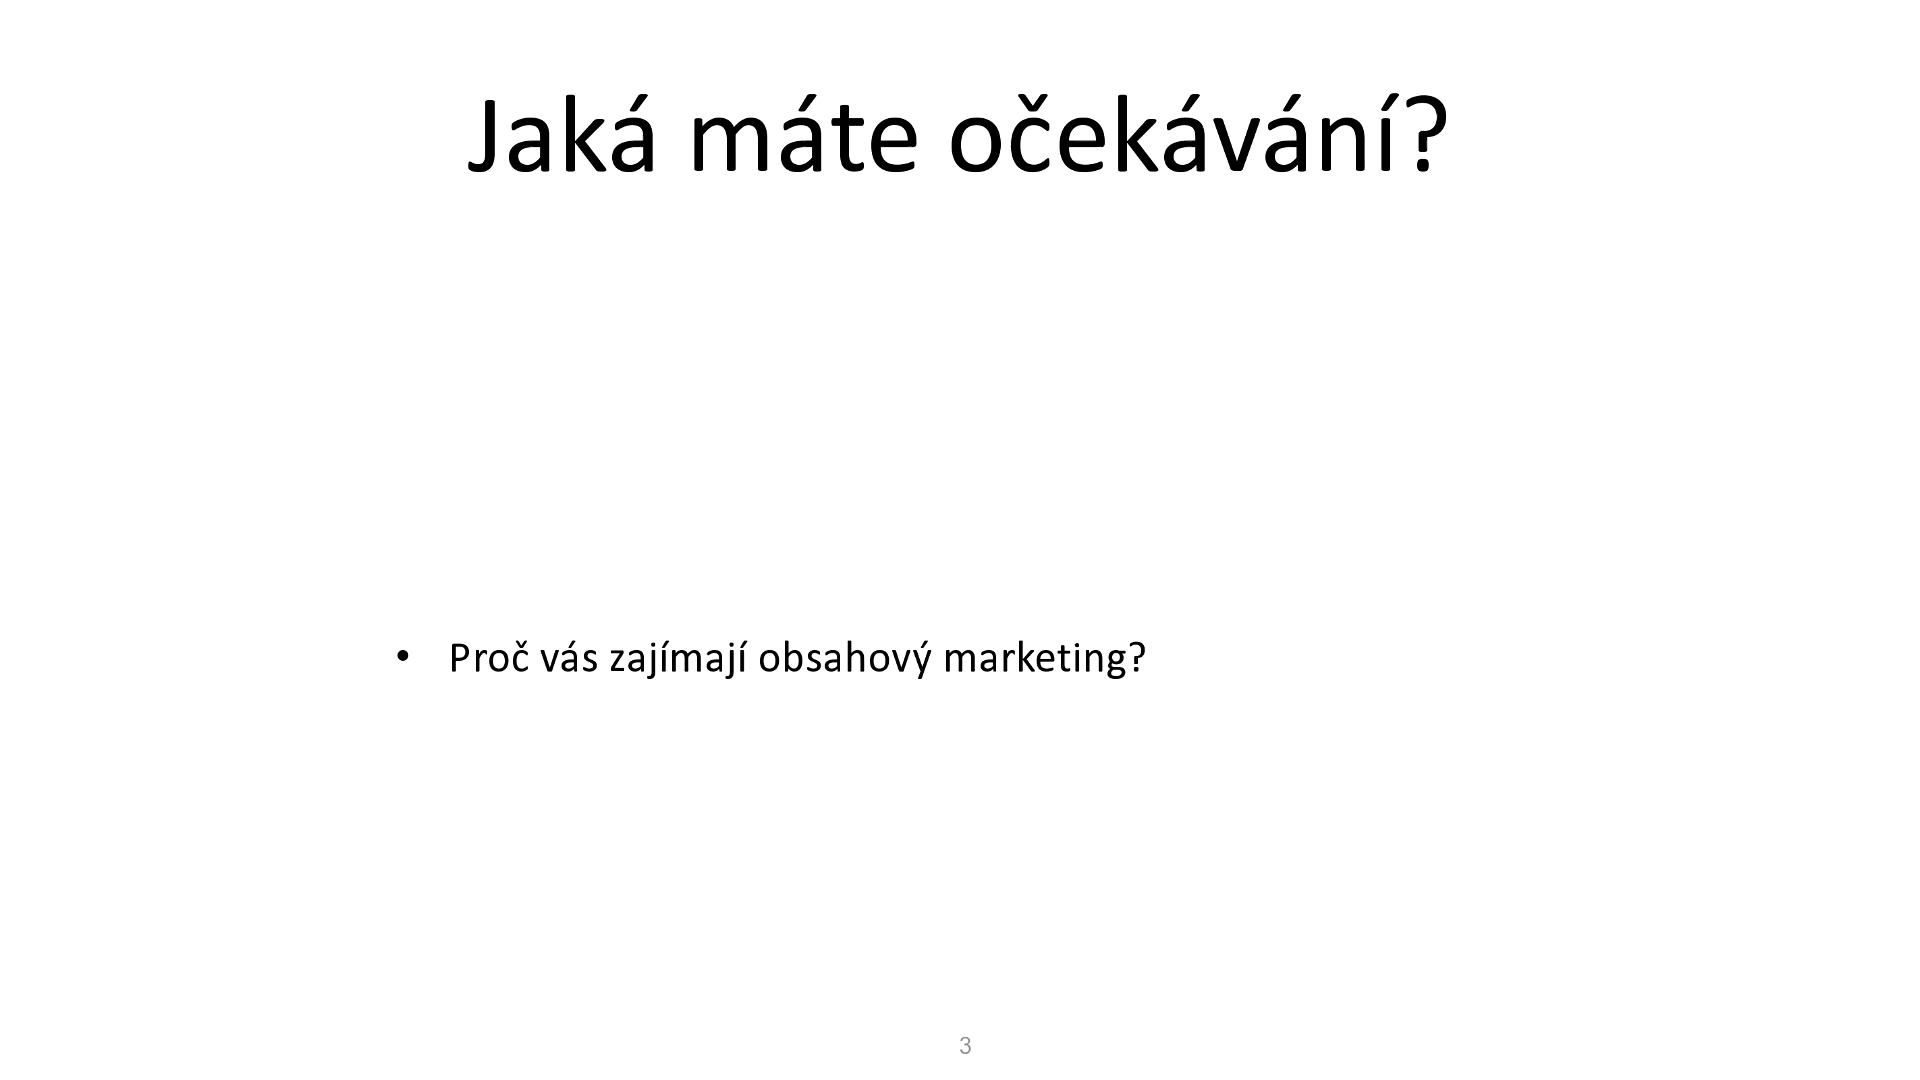 Jaká máte očekávání?
• Proč vás zajímají obsahový marketing?
3